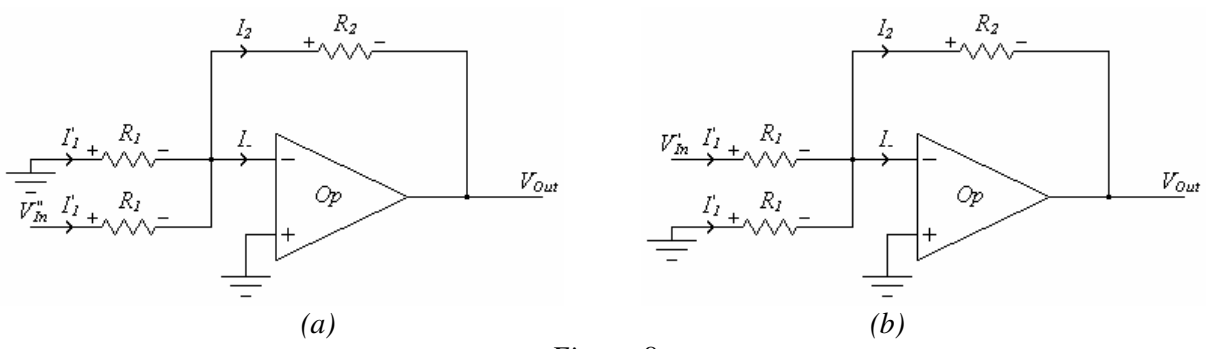 I₂ R₂ I₂ R₂
+ − + −
I'₁ + R₁ − I₋ − V'In I'₁ + R₁ − I₋ −
Op VOut Op VOut
V"In I'₁ + R₁ − + I'₁ + R₁ − +
(a) (b)